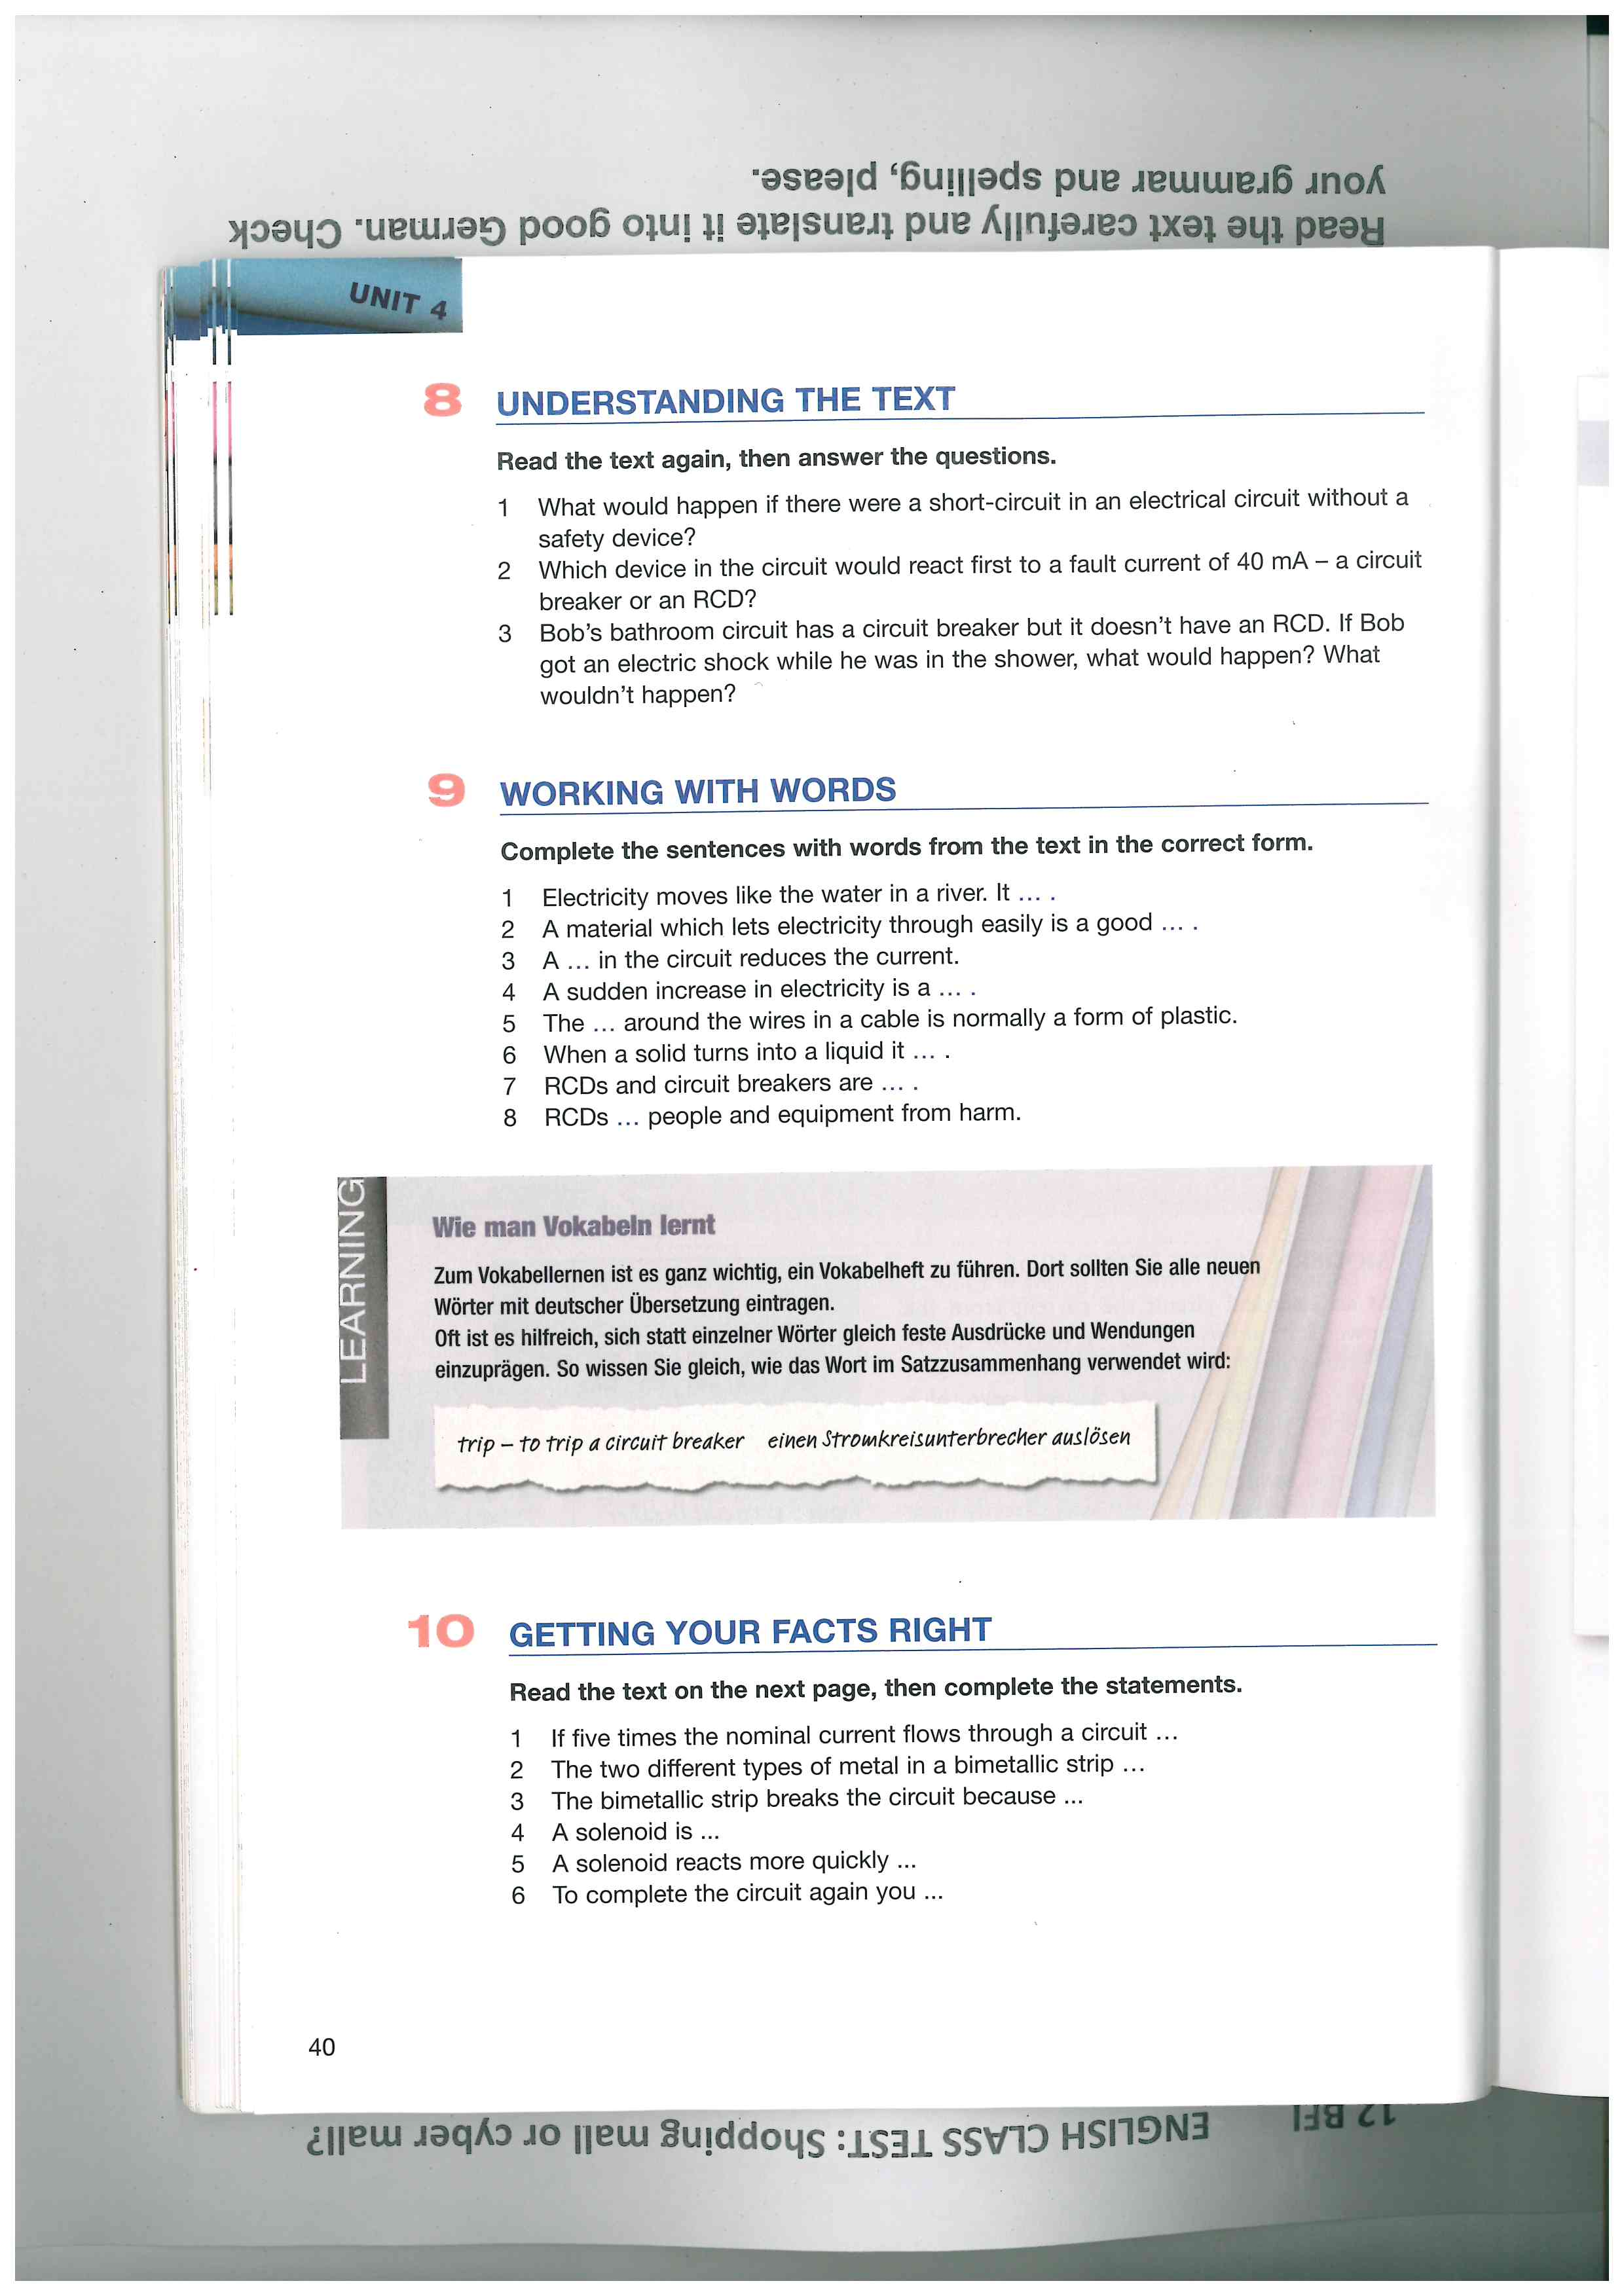 Read the text carefully and translate it into good German. Check
your grammar and spelling, please.
UNIT 4
8 UNDERSTANDING THE TEXT
Read the text again, then answer the questions.
1 What would happen if there were a short-circuit in an electrical circuit without a
safety device?
2 Which device in the circuit would react first to a fault current of 40 mA – a circuit
breaker or an RCD?
3 Bob's bathroom circuit has a circuit breaker but it doesn't have an RCD. If Bob
got an electric shock while he was in the shower, what would happen? What
wouldn't happen?
9 WORKING WITH WORDS
Complete the sentences with words from the text in the correct form.
1 Electricity moves like the water in a river. It ... .
2 A material which lets electricity through easily is a good ... .
3 A ... in the circuit reduces the current.
4 A sudden increase in electricity is a ... .
5 The ... around the wires in a cable is normally a form of plastic.
6 When a solid turns into a liquid it ... .
7 RCDs and circuit breakers are ... .
8 RCDs ... people and equipment from harm.
LEARNING
Wie man Vokabeln lernt
Zum Vokabellernen ist es ganz wichtig, ein Vokabelheft zu führen. Dort sollten Sie alle neuen
Wörter mit deutscher Übersetzung eintragen.
Oft ist es hilfreich, sich statt einzelner Wörter gleich feste Ausdrücke und Wendungen
einzuprägen. So wissen Sie gleich, wie das Wort im Satzzusammenhang verwendet wird:
trip – to trip a circuit breaker einen Stromkreisunterbrecher auslösen
10 GETTING YOUR FACTS RIGHT
Read the text on the next page, then complete the statements.
1 If five times the nominal current flows through a circuit ...
2 The two different types of metal in a bimetallic strip ...
3 The bimetallic strip breaks the circuit because ...
4 A solenoid is ...
5 A solenoid reacts more quickly ...
6 To complete the circuit again you ...
40
12 BFI ENGLISH CLASS TEST: Shopping mall or cyber mall?